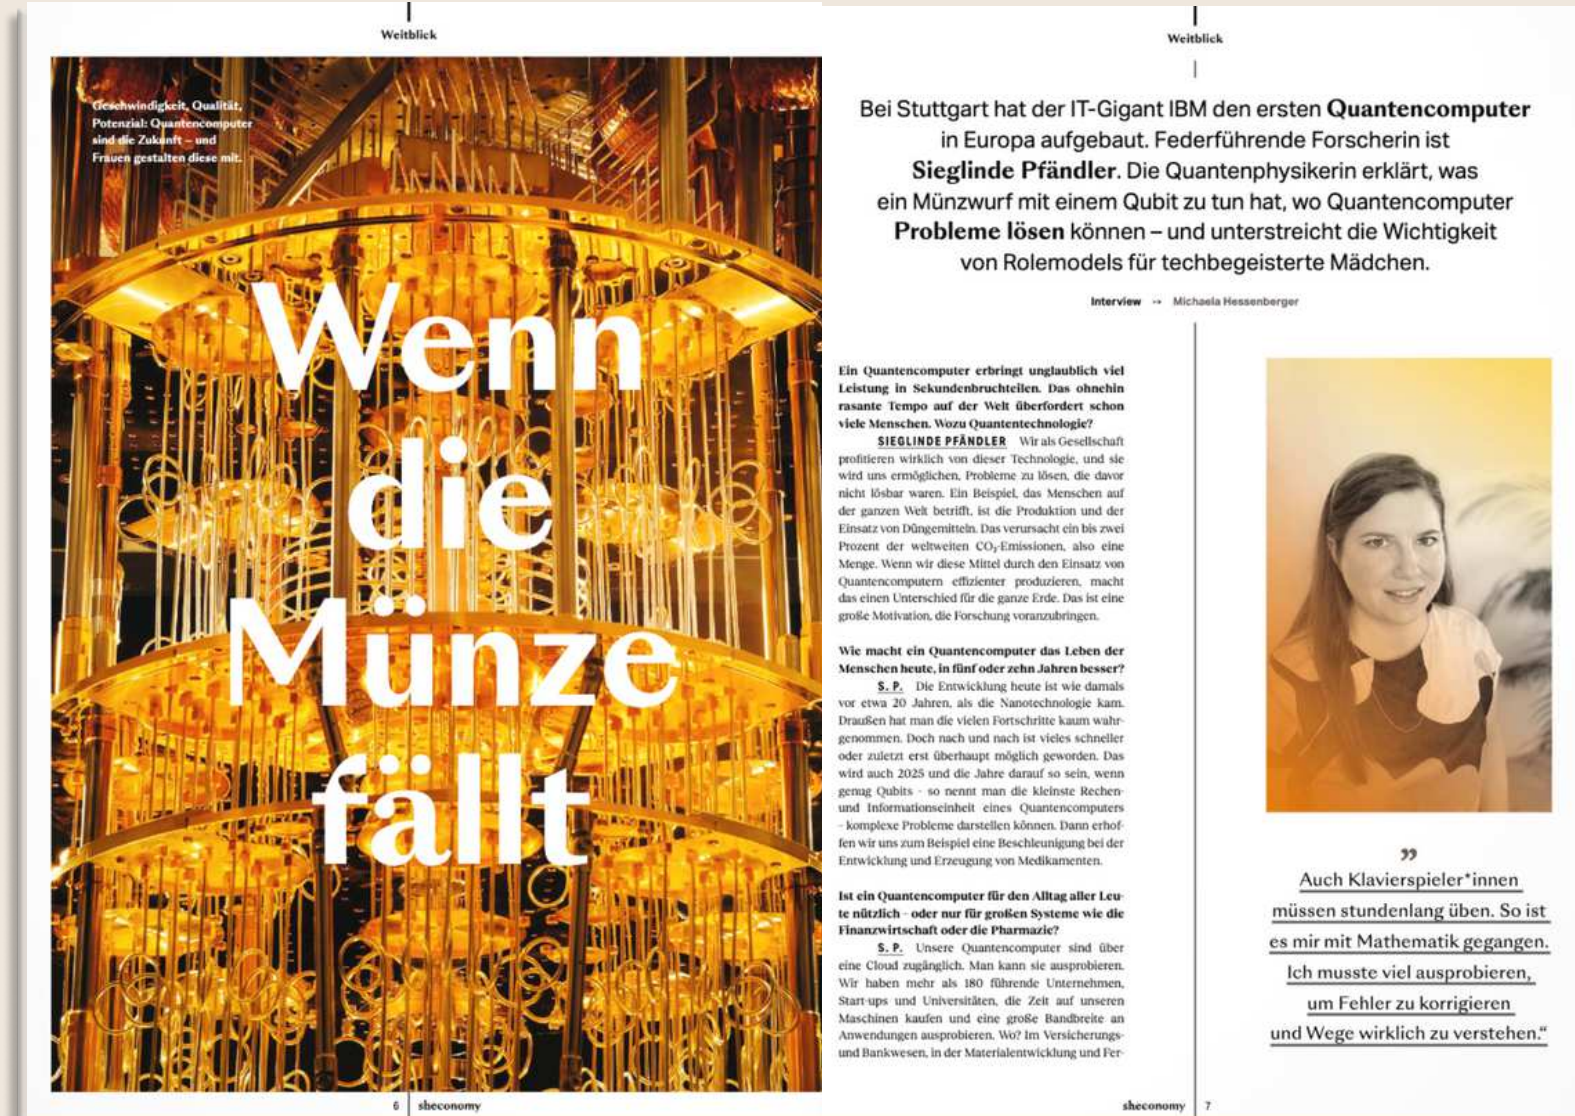 Weitblick
Geschwindigkeit, Qualität,
Potenzial: Quantencomputer
sind die Zukunft – und
Frauen gestalten diese mit.
Wenn
die
Münze
fällt
6 | sheconomy
Weitblick
Bei Stuttgart hat der IT-Gigant IBM den ersten Quantencomputer
in Europa aufgebaut. Federführende Forscherin ist
Sieglinde Pfändler. Die Quantenphysikerin erklärt, was
ein Münzwurf mit einem Qubit zu tun hat, wo Quantencomputer
Probleme lösen können – und unterstreicht die Wichtigkeit
von Rolemodels für techbegeisterte Mädchen.
Interview → Michaela Hessenberger
Ein Quantencomputer erbringt unglaublich viel
Leistung in Sekundenbruchteilen. Das ohnehin
rasante Tempo auf der Welt überfordert schon
viele Menschen. Wozu Quantentechnologie?
SIEGLINDE PFÄNDLER Wir als Gesellschaft
profitieren wirklich von dieser Technologie, und sie
wird uns ermöglichen, Probleme zu lösen, die davor
nicht lösbar waren. Ein Beispiel, das Menschen auf
der ganzen Welt betrifft, ist die Produktion und der
Einsatz von Düngemitteln. Das verursacht ein bis zwei
Prozent der weltweiten CO₂-Emissionen, also eine
Menge. Wenn wir diese Mittel durch den Einsatz von
Quantencomputern effizienter produzieren, macht
das einen Unterschied für die ganze Erde. Das ist eine
große Motivation, die Forschung voranzubringen.
Wie macht ein Quantencomputer das Leben der
Menschen heute, in fünf oder zehn Jahren besser?
S. P. Die Entwicklung heute ist wie damals
vor etwa 20 Jahren, als die Nanotechnologie kam.
Draußen hat man die vielen Fortschritte kaum wahr-
genommen. Doch nach und nach ist vieles schneller
oder zuletzt erst überhaupt möglich geworden. Das
wird auch 2025 und die Jahre darauf so sein, wenn
genug Qubits - so nennt man die kleinste Rechen-
und Informationseinheit eines Quantencomputers
- komplexe Probleme darstellen können. Dann erhof-
fen wir uns zum Beispiel eine Beschleunigung bei der
Entwicklung und Erzeugung von Medikamenten.
Ist ein Quantencomputer für den Alltag aller Leu-
te nützlich - oder nur für großen Systeme wie die
Finanzwirtschaft oder die Pharmazie?
S. P. Unsere Quantencomputer sind über
eine Cloud zugänglich. Man kann sie ausprobieren.
Wir haben mehr als 180 führende Unternehmen,
Start-ups und Universitäten, die Zeit auf unseren
Maschinen kaufen und eine große Bandbreite an
Anwendungen ausprobieren. Wo? Im Versicherungs-
und Bankwesen, in der Materialentwicklung und Fer-
”
Auch Klavierspieler*innen
müssen stundenlang üben. So ist
es mir mit Mathematik gegangen.
Ich musste viel ausprobieren,
um Fehler zu korrigieren
und Wege wirklich zu verstehen.“
sheconomy | 7